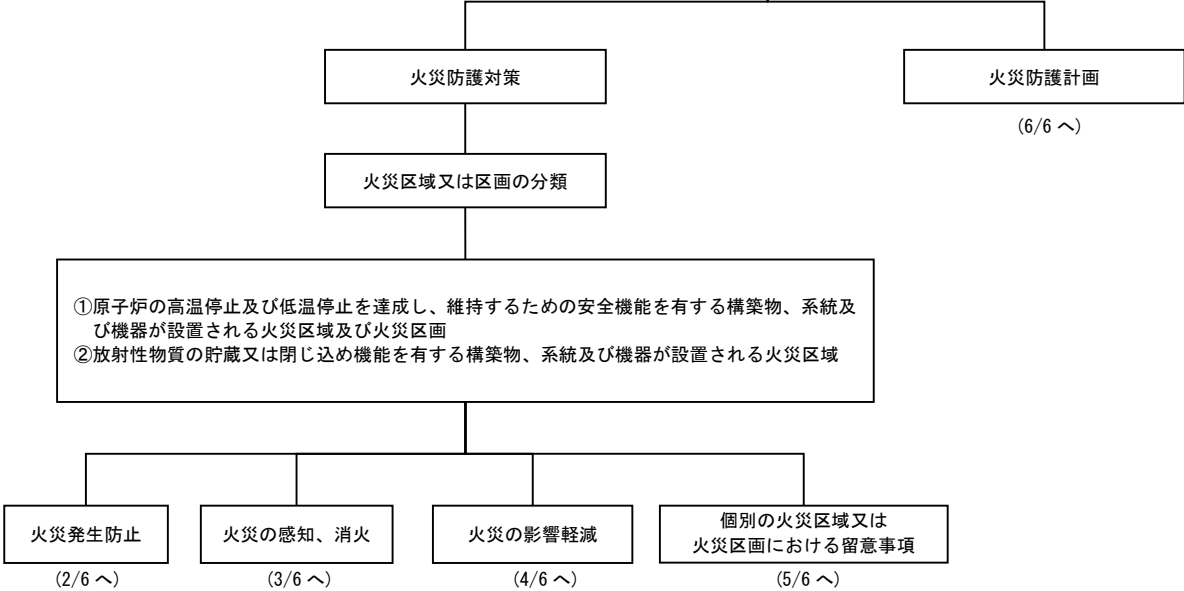 火災防護対策
火災防護計画
(6/6 へ)
火災区域又は区画の分類
①原子炉の高温停止及び低温停止を達成し、維持するための安全機能を有する構築物、系統及
び機器が設置される火災区域及び火災区画
②放射性物質の貯蔵又は閉じ込め機能を有する構築物、系統及び機器が設置される火災区域
火災発生防止
(2/6 へ)
火災の感知、消火
(3/6 へ)
火災の影響軽減
(4/6 へ)
個別の火災区域又は
火災区画における留意事項
(5/6 へ)